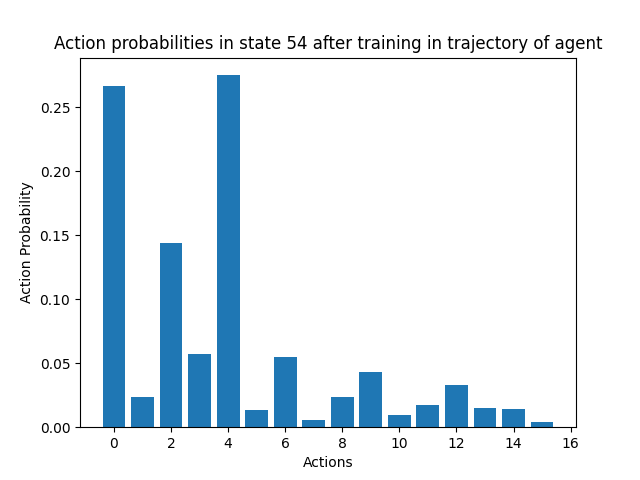 Action probabilities in state 54 after training in trajectory of agent
Action Probability
0.25
0.20
0.15
0.10
0.05
0.00
0 2 4 6 8 10 12 14 16
Actions